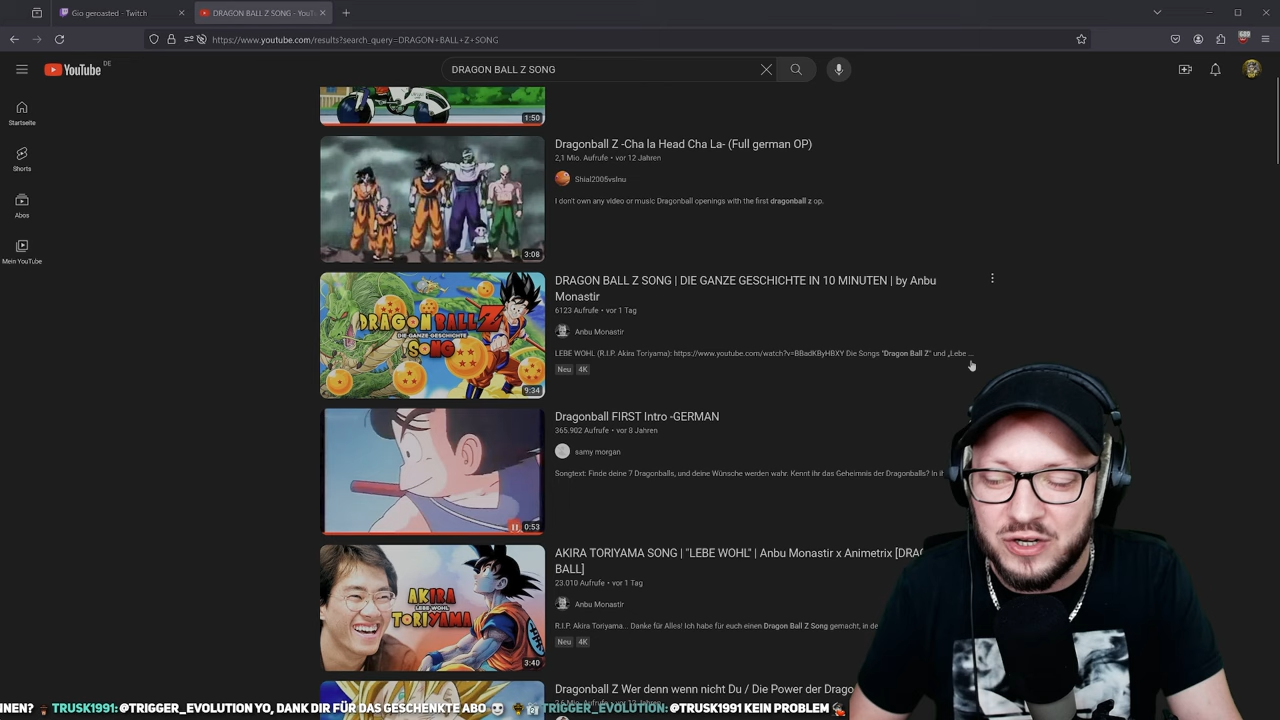 Gio geroastet - Twitch
DRAGON BALL Z SONG - YouT
https://www.youtube.com/results?search_query=DRAGON+BALL+Z+SONG
YouTube DE
DRAGON BALL Z SONG
Startseite
Shorts
Abos
Mein YouTube
1:50
Dragonball Z -Cha la Head Cha La- (Full german OP)
2,1 Mio. Aufrufe • vor 12 Jahren
Shial2005vsInu
I don't own any video or music Dragonball openings with the first dragonball z op.
3:08
DRAGON BALL Z SONG | DIE GANZE GESCHICHTE IN 10 MINUTEN | by Anbu
Monastir
6123 Aufrufe • vor 1 Tag
Anbu Monastir
LEBE WOHL (R.I.P. Akira Toriyama): https://www.youtube.com/watch?v=BBadKByHBXY Die Songs "Dragon Ball Z" und „Lebe ...
Neu 4K
DRAGONBALL Z
DIE GANZE GESCHICHTE
SONG
9:34
Dragonball FIRST Intro -GERMAN
365.902 Aufrufe • vor 8 Jahren
samy morgan
Songtext: Finde deine 7 Dragonballs, und deine Wünsche werden wahr. Kennt ihr das Geheimnis der Dragonballs? In
0:53
AKIRA TORIYAMA SONG | "LEBE WOHL" | Anbu Monastir x Animetrix [DRAG
BALL]
23.010 Aufrufe • vor 1 Tag
Anbu Monastir
R.I.P. Akira Toriyama... Danke für Alles! Ich habe für euch einen Dragon Ball Z Song gemacht, in de
Neu 4K
AKIRA
LEBE WOHL
TORIYAMA
3:40
Dragonball Z Wer denn wenn nicht Du / Die Power der Drago
INEN? TRUSK1991: @TRIGGER_EVOLUTION YO, DANK DIR FÜR DAS GESCHENKTE ABO TRIGGER_EVOLUTION: @TRUSK1991 KEIN PROBLEM